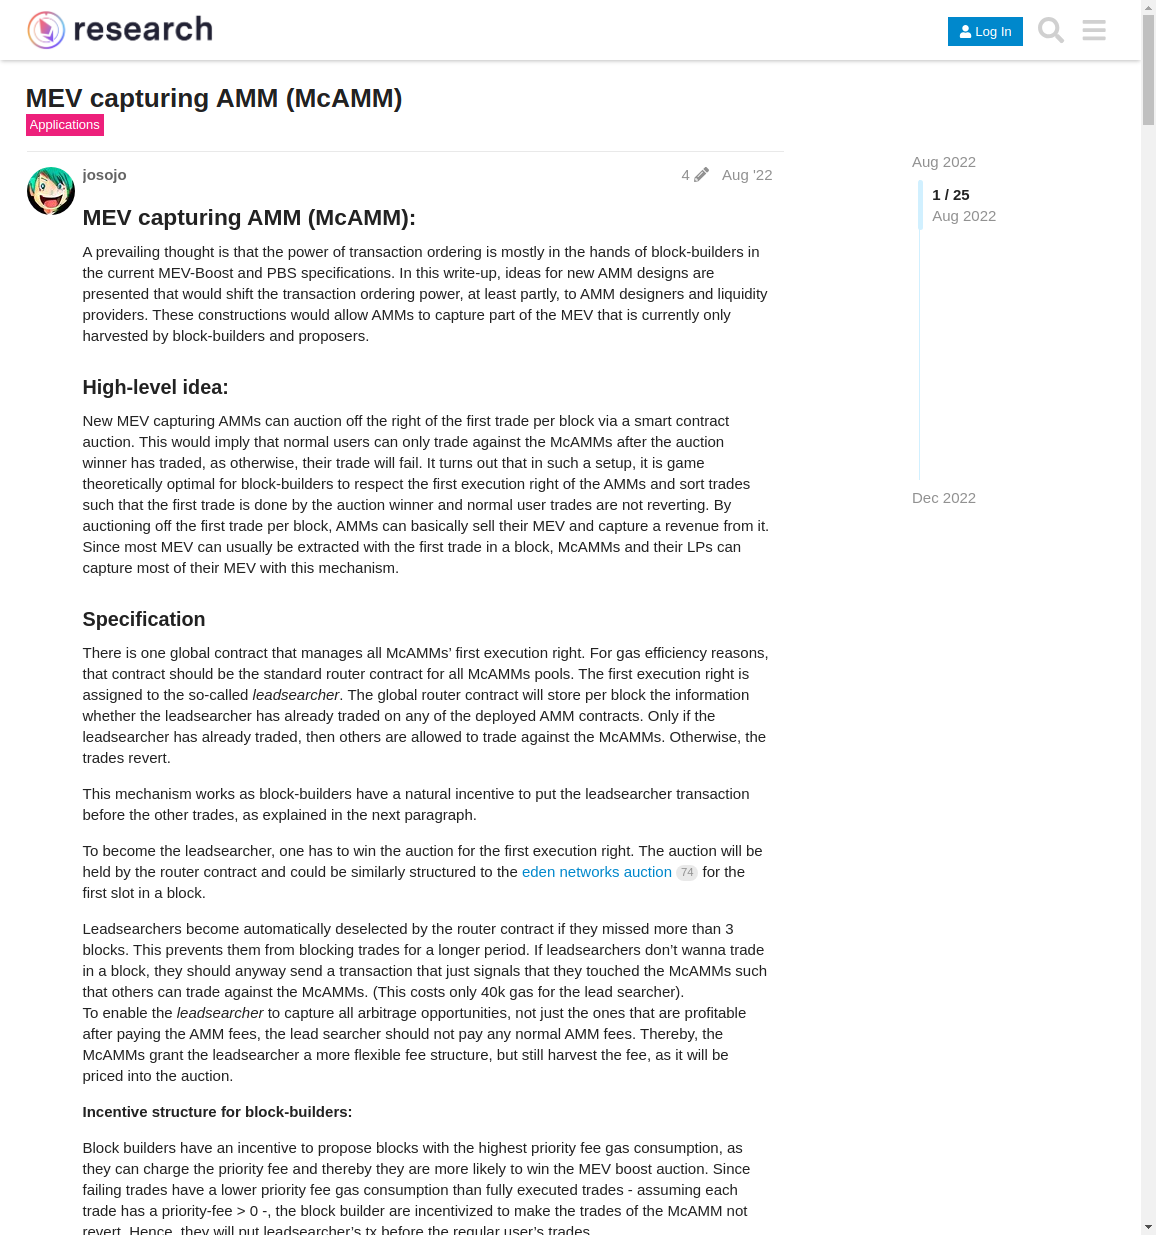 research
Log In
MEV capturing AMM (McAMM)
Applications
Aug 2022
1 / 25
Aug 2022
Dec 2022
josojo
4
Aug '22
MEV capturing AMM (McAMM):
A prevailing thought is that the power of transaction ordering is mostly in the hands of block-builders in
the current MEV-Boost and PBS specifications. In this write-up, ideas for new AMM designs are
presented that would shift the transaction ordering power, at least partly, to AMM designers and liquidity
providers. These constructions would allow AMMs to capture part of the MEV that is currently only
harvested by block-builders and proposers.
High-level idea:
New MEV capturing AMMs can auction off the right of the first trade per block via a smart contract
auction. This would imply that normal users can only trade against the McAMMs after the auction
winner has traded, as otherwise, their trade will fail. It turns out that in such a setup, it is game
theoretically optimal for block-builders to respect the first execution right of the AMMs and sort trades
such that the first trade is done by the auction winner and normal user trades are not reverting. By
auctioning off the first trade per block, AMMs can basically sell their MEV and capture a revenue from it.
Since most MEV can usually be extracted with the first trade in a block, McAMMs and their LPs can
capture most of their MEV with this mechanism.
Specification
There is one global contract that manages all McAMMs’ first execution right. For gas efficiency reasons,
that contract should be the standard router contract for all McAMMs pools. The first execution right is
assigned to the so-called leadsearcher. The global router contract will store per block the information
whether the leadsearcher has already traded on any of the deployed AMM contracts. Only if the
leadsearcher has already traded, then others are allowed to trade against the McAMMs. Otherwise, the
trades revert.
This mechanism works as block-builders have a natural incentive to put the leadsearcher transaction
before the other trades, as explained in the next paragraph.
To become the leadsearcher, one has to win the auction for the first execution right. The auction will be
held by the router contract and could be similarly structured to the eden networks auction 74 for the
first slot in a block.
Leadsearchers become automatically deselected by the router contract if they missed more than 3
blocks. This prevents them from blocking trades for a longer period. If leadsearchers don’t wanna trade
in a block, they should anyway send a transaction that just signals that they touched the McAMMs such
that others can trade against the McAMMs. (This costs only 40k gas for the lead searcher).
To enable the leadsearcher to capture all arbitrage opportunities, not just the ones that are profitable
after paying the AMM fees, the lead searcher should not pay any normal AMM fees. Thereby, the
McAMMs grant the leadsearcher a more flexible fee structure, but still harvest the fee, as it will be
priced into the auction.
Incentive structure for block-builders:
Block builders have an incentive to propose blocks with the highest priority fee gas consumption, as
they can charge the priority fee and thereby they are more likely to win the MEV boost auction. Since
failing trades have a lower priority fee gas consumption than fully executed trades - assuming each
trade has a priority-fee > 0 -, the block builder are incentivized to make the trades of the McAMM not
revert. Hence, they will put leadsearcher’s tx before the regular user’s trades.